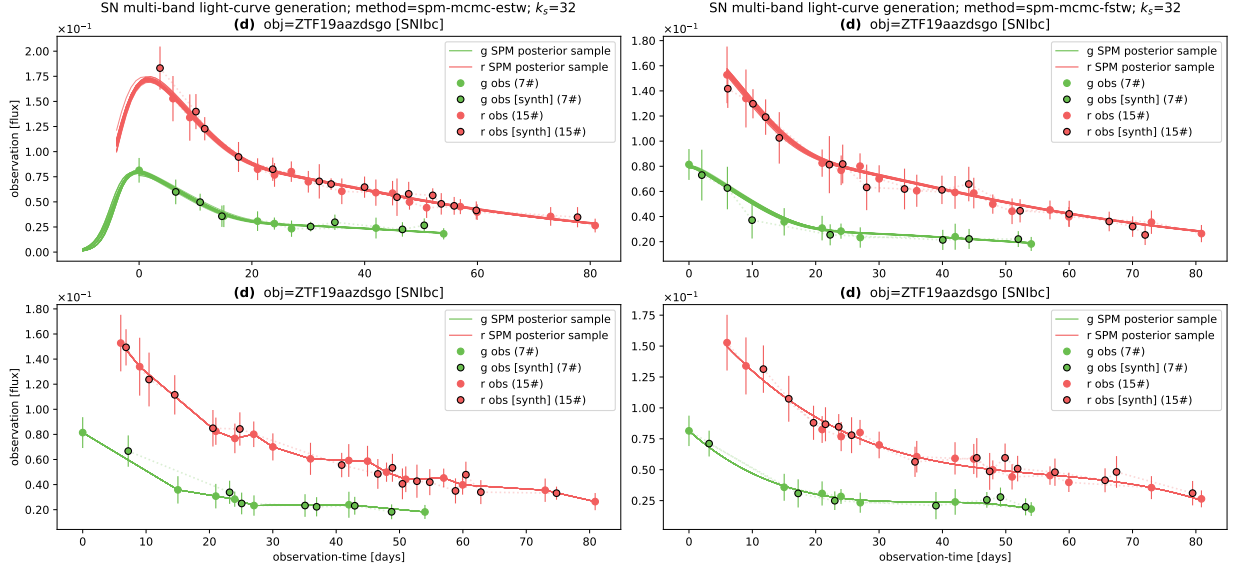 SN multi-band light-curve generation; method=spm-mcmc-estw; kₛ=32
(d) obj=ZTF19aazdsgo [SNIbc]
×10⁻¹
observation [flux]
2.00
1.75
1.50
1.25
1.00
0.75
0.50
0.25
0.00
0
20
40
60
80
g SPM posterior sample
r SPM posterior sample
g obs (7#)
g obs [synth] (7#)
r obs (15#)
r obs [synth] (15#)
SN multi-band light-curve generation; method=spm-mcmc-fstw; kₛ=32
(d) obj=ZTF19aazdsgo [SNIbc]
×10⁻¹
1.80
1.60
1.40
1.20
1.00
0.80
0.60
0.40
0.20
0
10
20
30
40
50
60
70
80
g SPM posterior sample
r SPM posterior sample
g obs (7#)
g obs [synth] (7#)
r obs (15#)
r obs [synth] (15#)
(d) obj=ZTF19aazdsgo [SNIbc]
×10⁻¹
observation [flux]
1.80
1.60
1.40
1.20
1.00
0.80
0.60
0.40
0.20
0
10
20
30
40
50
60
70
80
observation-time [days]
g SPM posterior sample
r SPM posterior sample
g obs (7#)
g obs [synth] (7#)
r obs (15#)
r obs [synth] (15#)
(d) obj=ZTF19aazdsgo [SNIbc]
×10⁻¹
1.75
1.50
1.25
1.00
0.75
0.50
0.25
0
10
20
30
40
50
60
70
80
observation-time [days]
g SPM posterior sample
r SPM posterior sample
g obs (7#)
g obs [synth] (7#)
r obs (15#)
r obs [synth] (15#)